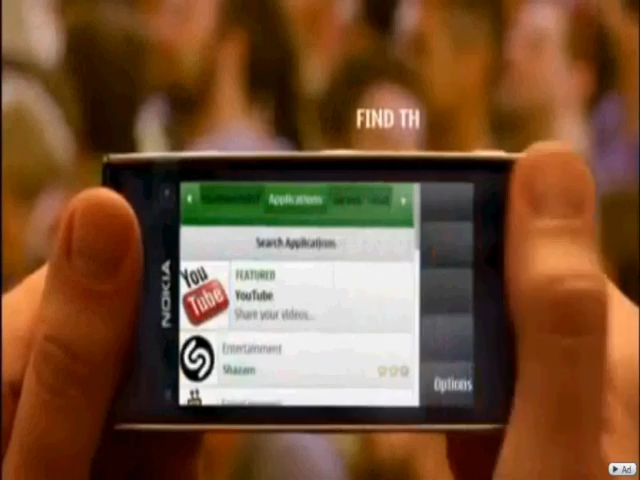 FIND TH
Applications
Search Applications
You
Tube
FEATURED
YouTube
Share your videos...
Entertainment
Shazam
NOKIA
Options
Ad